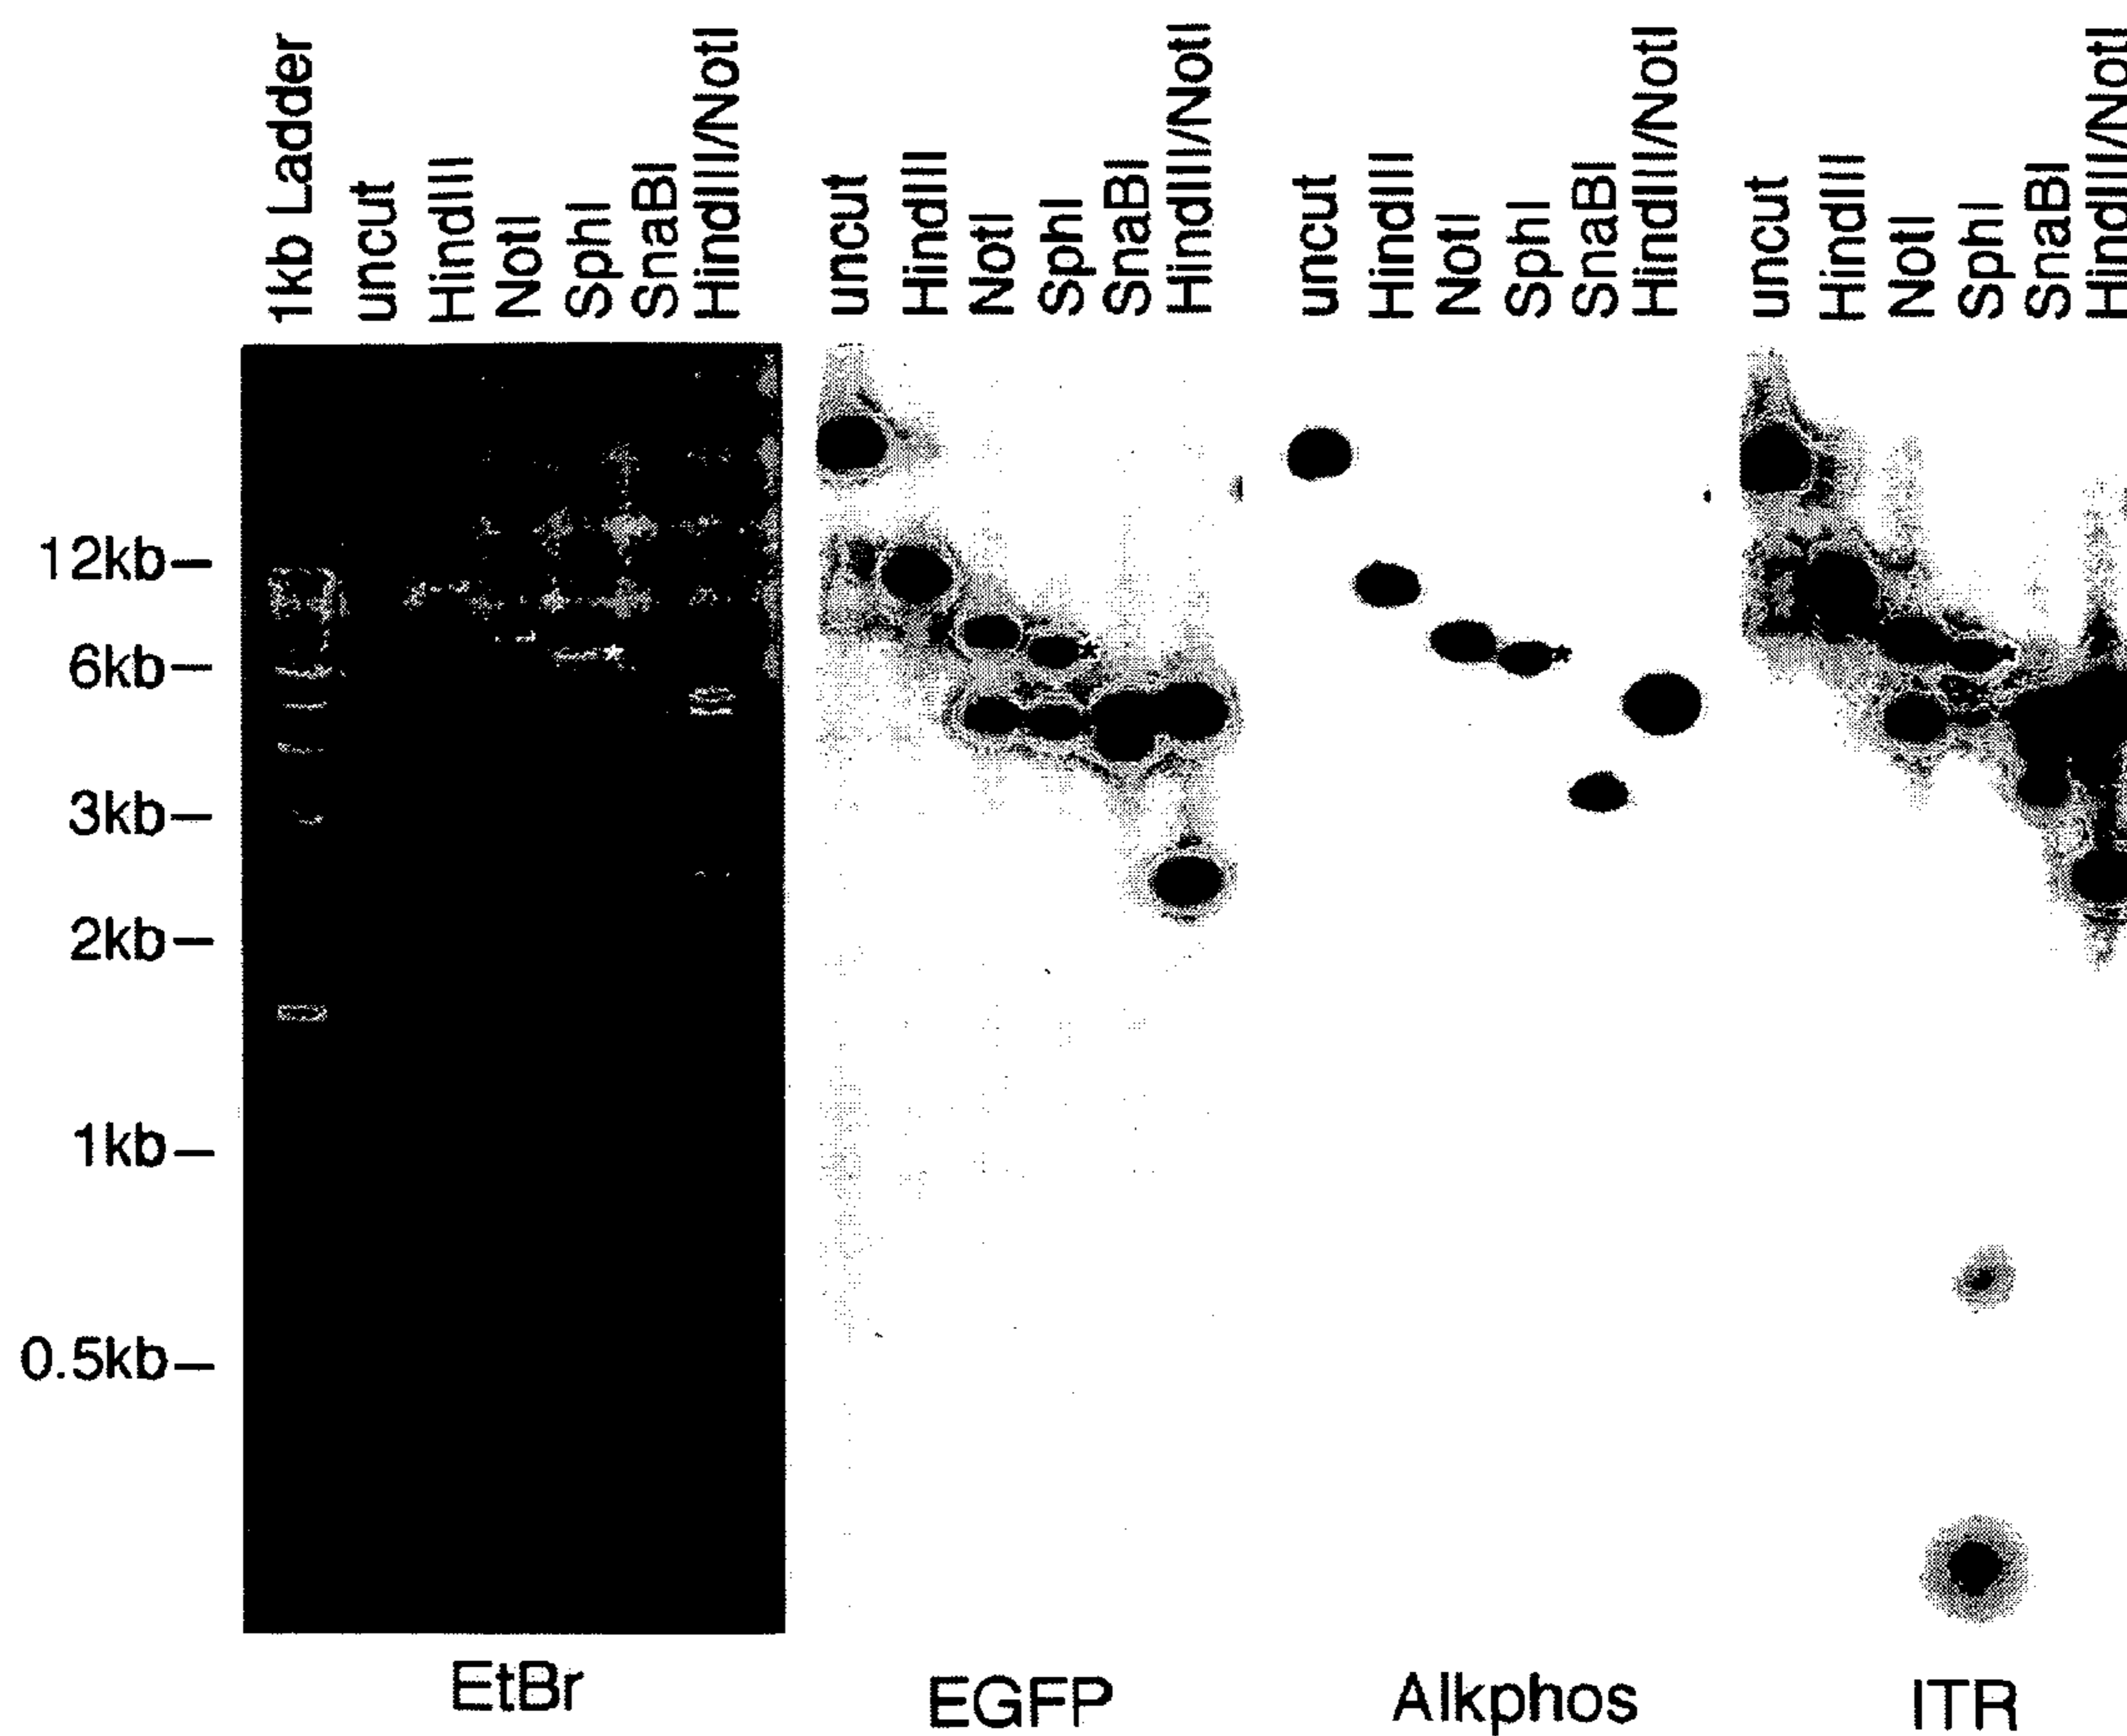 1kb Ladder
uncut
HindIII
NotI
SphI
SnaBI
HindIII/NotI
uncut
HindIII
NotI
SphI
SnaBI
HindIII/NotI
uncut
HindIII
NotI
SphI
SnaBI
HindIII/NotI
uncut
HindIII
NotI
SphI
SnaBI
HindIII/NotI
12kb
6kb
3kb
2kb
1kb
0.5kb
*
*
*
*
EtBr
EGFP
Alkphos
ITR